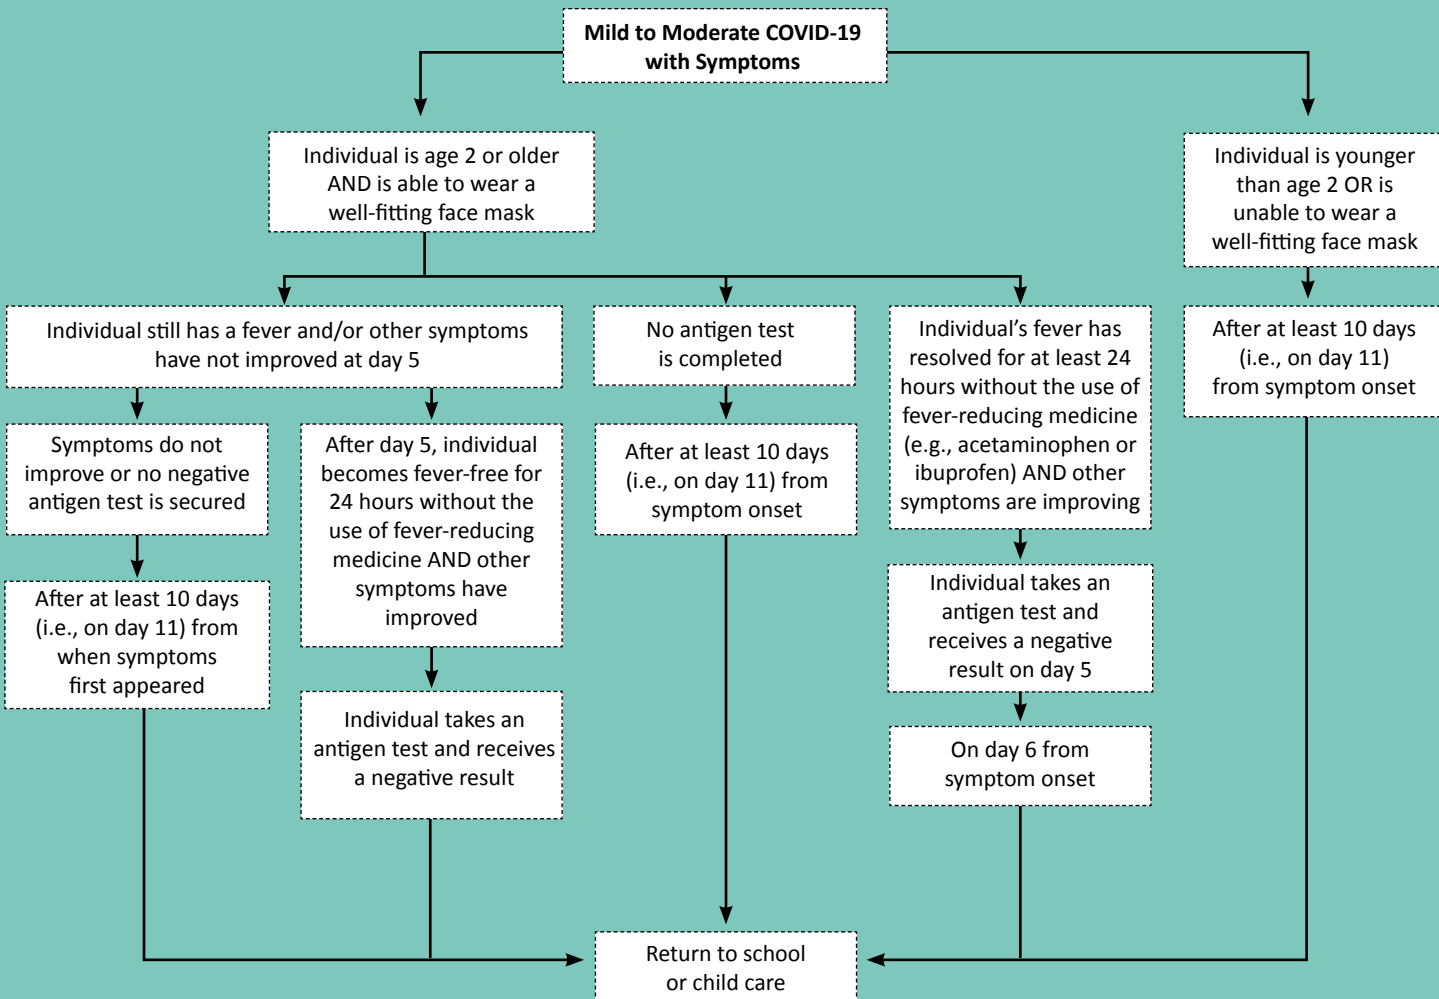 Mild to Moderate COVID-19
with Symptoms
Individual is age 2 or older
AND is able to wear a
well-fitting face mask
Individual is younger
than age 2 OR is
unable to wear a
well-fitting face mask
Individual still has a fever and/or other symptoms
have not improved at day 5
No antigen test
is completed
Individual’s fever has
resolved for at least 24
hours without the use of
fever-reducing medicine
(e.g., acetaminophen or
ibuprofen) AND other
symptoms are improving
After at least 10 days
(i.e., on day 11)
from symptom onset
Symptoms do not
improve or no negative
antigen test is secured
After day 5, individual
becomes fever-free for
24 hours without the
use of fever-reducing
medicine AND other
symptoms have
improved
After at least 10 days
(i.e., on day 11) from
symptom onset
After at least 10 days
(i.e., on day 11) from
when symptoms
first appeared
Individual takes an
antigen test and
receives a negative
result on day 5
Individual takes an
antigen test and receives
a negative result
On day 6 from
symptom onset
Return to school
or child care